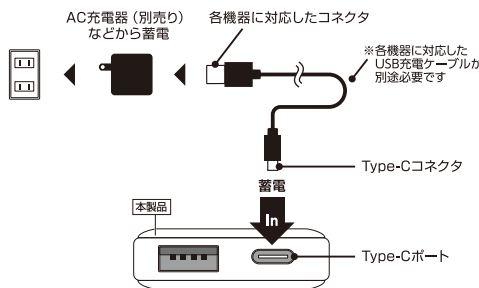 AC充電器（別売り）
などから蓄電
各機器に対応したコネクタ
※各機器に対応した
USB充電ケーブルが
別途必要です
Type-Cコネクタ
蓄電
In
本製品
Type-Cポート